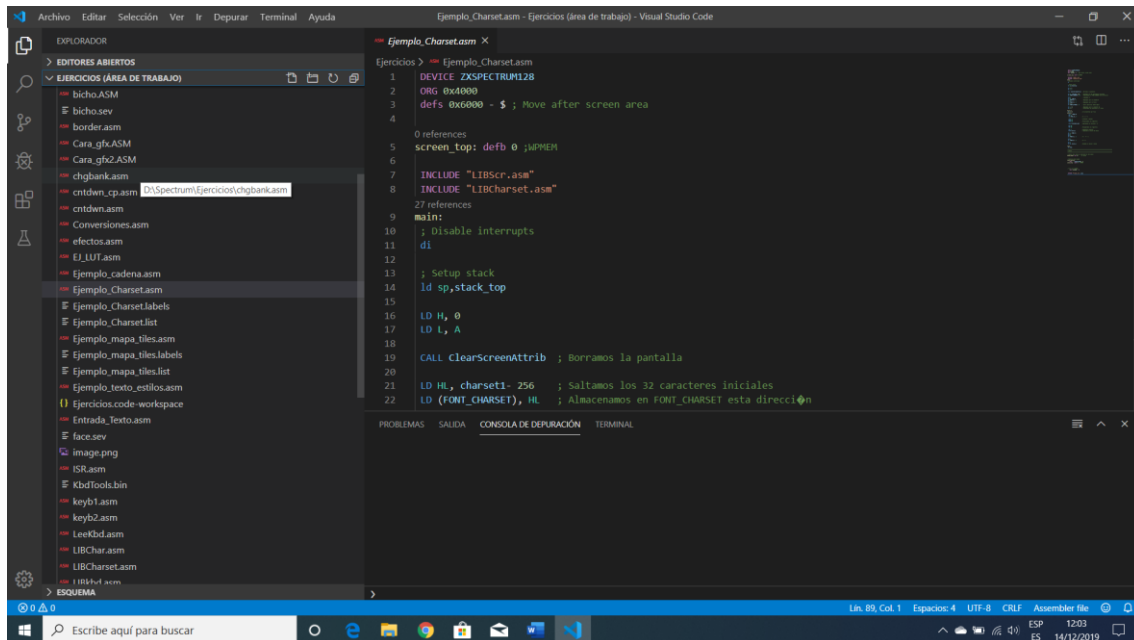 Archivo Editar Selección Ver Ir Depurar Terminal Ayuda
Ejemplo_Charset.asm - Ejercicios (área de trabajo) - Visual Studio Code
EXPLORADOR
EDITORES ABIERTOS
EJERCICIOS (ÁREA DE TRABAJO)
bicho.ASM
bicho.sev
border.asm
Cara_gfx.ASM
Cara_gfx2.ASM
chgbank.asm
cntdwn_cp.asm
D:\Spectrum\Ejercicios\chgbank.asm
cntdwn.asm
Conversiones.asm
efectos.asm
EJ_LUT.asm
Ejemplo_cadena.asm
Ejemplo_Charset.asm
Ejemplo_Charset.labels
Ejemplo_Charset.list
Ejemplo_mapa_tiles.asm
Ejemplo_mapa_tiles.labels
Ejemplo_mapa_tiles.list
Ejemplo_texto_estilos.asm
{} Ejercicios.code-workspace
Entrada_Texto.asm
face.sev
image.png
ISR.asm
KbdTools.bin
keyb1.asm
keyb2.asm
LeeKbd.asm
LIBChar.asm
LIBCharset.asm
LIBkbd.asm
ESQUEMA
Ejemplo_Charset.asm
Ejercicios > Ejemplo_Charset.asm
1 DEVICE ZXSPECTRUM128
2 ORG 0x4000
3 defs 0x6000 - $ ; Move after screen area
4
0 references
5 screen_top: defb 0 ;WPMEM
6
7 INCLUDE "LIBScr.asm"
8 INCLUDE "LIBCharset.asm"
27 references
9 main:
10 ; Disable interrupts
11 di
12
13 ; Setup stack
14 ld sp,stack_top
15
16 LD H, 0
17 LD L, A
18
19 CALL ClearScreenAttrib ; Borramos la pantalla
20
21 LD HL, charset1- 256 ; Saltamos los 32 caracteres iniciales
22 LD (FONT_CHARSET), HL ; Almacenamos en FONT_CHARSET esta direcci�n
PROBLEMAS SALIDA CONSOLA DE DEPURACIÓN TERMINAL
0 0
Lín. 89, Col. 1 Espacios: 4 UTF-8 CRLF Assembler file
Escribe aquí para buscar
ESP
ES
12:03
14/12/2019